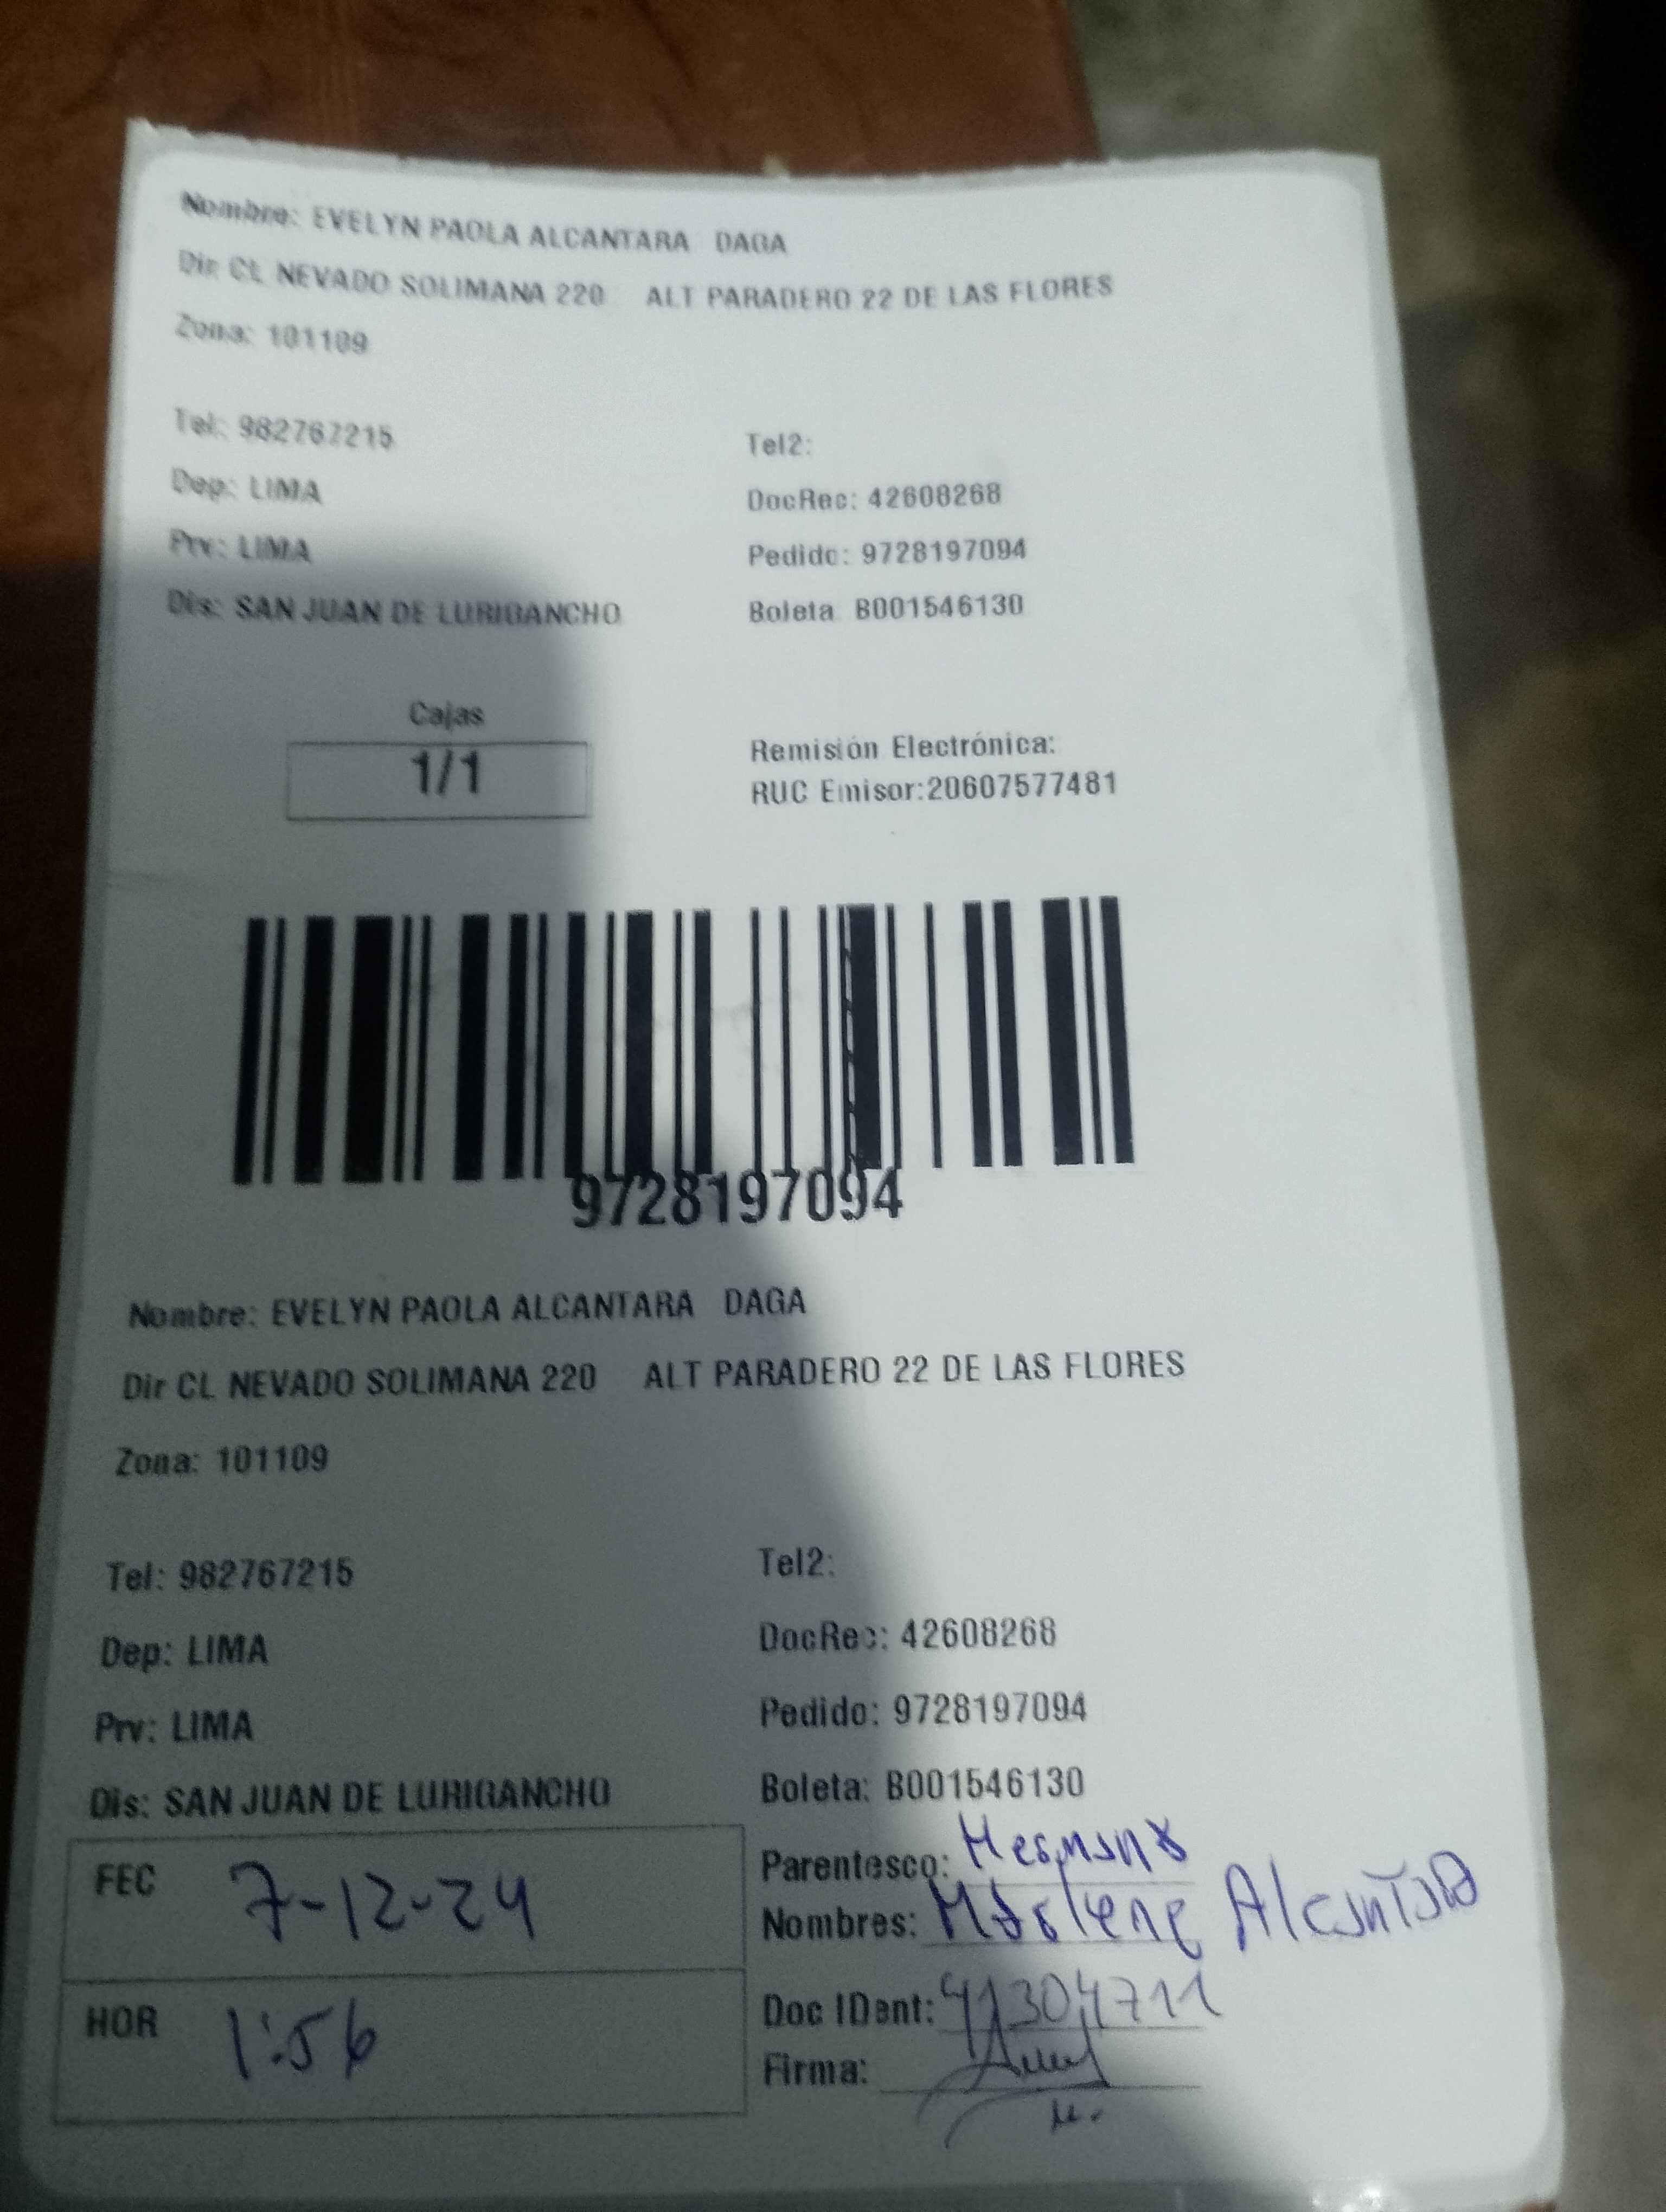 Nombre: EVELYN PAOLA ALCANTARA DAGA
Dir CL NEVADO SOLIMANA 220 ALT PARADERO 22 DE LAS FLORES
Zona: 101109
Tel: 982767215 Tel2:
Dep: LIMA DocRec: 42608268
Prv: LIMA Pedido: 9728197094
Dis: SAN JUAN DE LURIGANCHO Boleta: B001546130
Cajas
1/1
Remisión Electrónica:
RUC Emisor:20607577481
9728197094
Nombre: EVELYN PAOLA ALCANTARA DAGA
Dir CL NEVADO SOLIMANA 220 ALT PARADERO 22 DE LAS FLORES
Zona: 101109
Tel: 982767215 Tel2:
Dep: LIMA DocRec: 42608268
Prv: LIMA Pedido: 9728197094
Dis: SAN JUAN DE LURIGANCHO Boleta: B001546130
FEC 7-12-24
HOR 1:56
Parentesco: Hermana
Nombres: Marlene Alcantara
Doc IDent: 41304711
Firma: